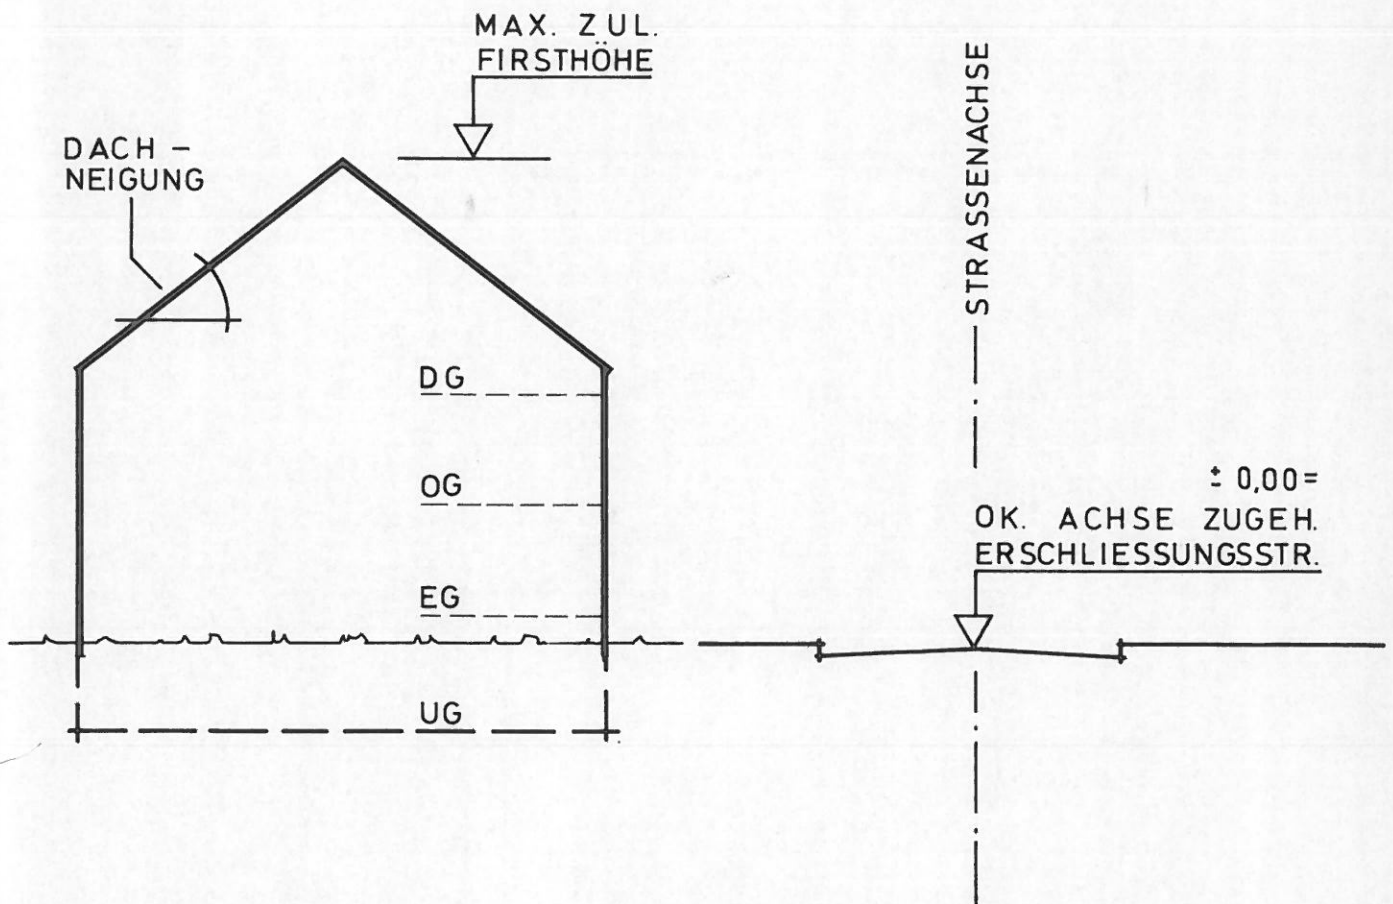 MAX. ZUL.
FIRSTHÖHE
DACH –
NEIGUNG
STRASSENACHSE
DG
OG
EG
UG
± 0,00=
OK. ACHSE ZUGEH.
ERSCHLIESSUNGSSTR.